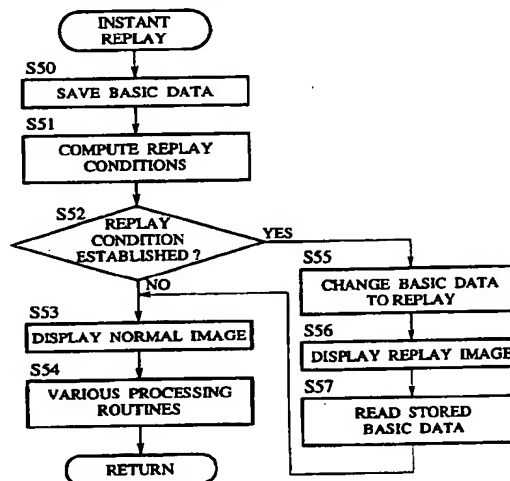 INSTANT
REPLAY
S50
SAVE BASIC DATA
S51
COMPUTE REPLAY
CONDITIONS
S52
REPLAY
CONDITION
ESTABLISHED ?
YES
NO
S53
DISPLAY NORMAL IMAGE
S54
VARIOUS PROCESSING
ROUTINES
RETURN
S55
CHANGE BASIC DATA
TO REPLAY
S56
DISPLAY REPLAY IMAGE
S57
READ STORED
BASIC DATA